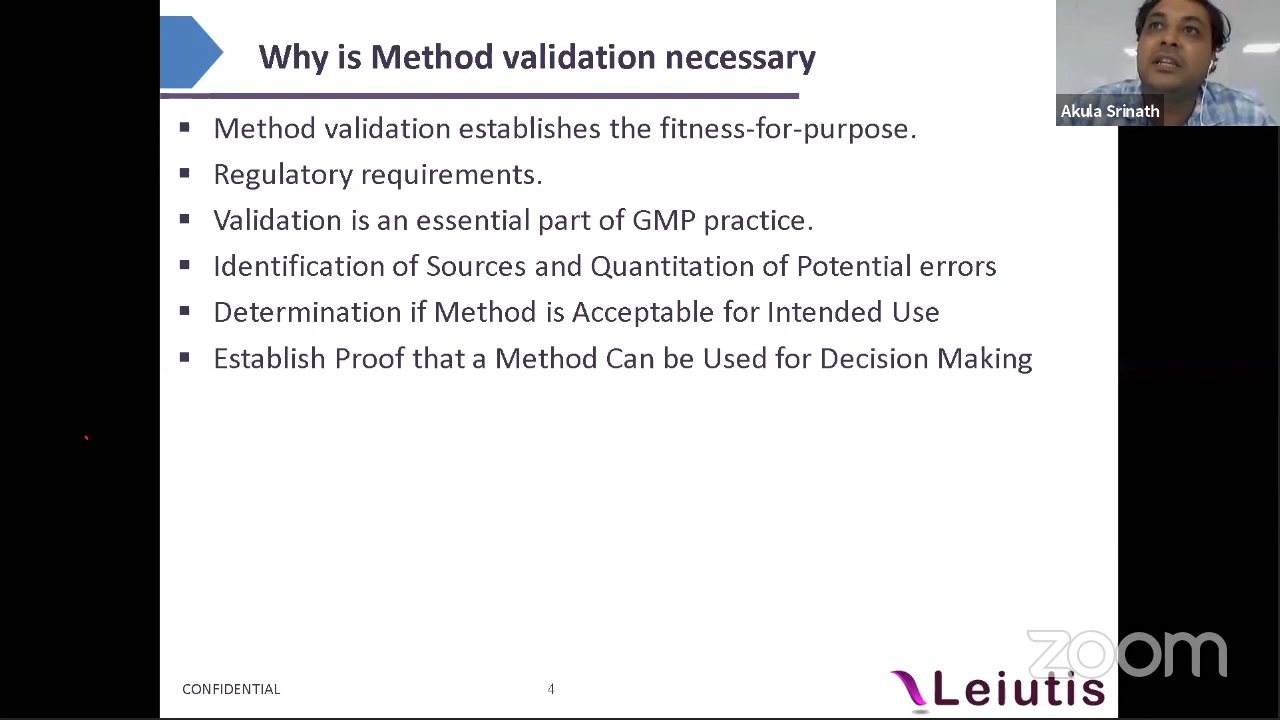 Why is Method validation necessary
Akula Srinath
▪ Method validation establishes the fitness-for-purpose.
▪ Regulatory requirements.
▪ Validation is an essential part of GMP practice.
▪ Identification of Sources and Quantitation of Potential errors
▪ Determination if Method is Acceptable for Intended Use
▪ Establish Proof that a Method Can be Used for Decision Making
zoom
CONFIDENTIAL
4
Leiutis